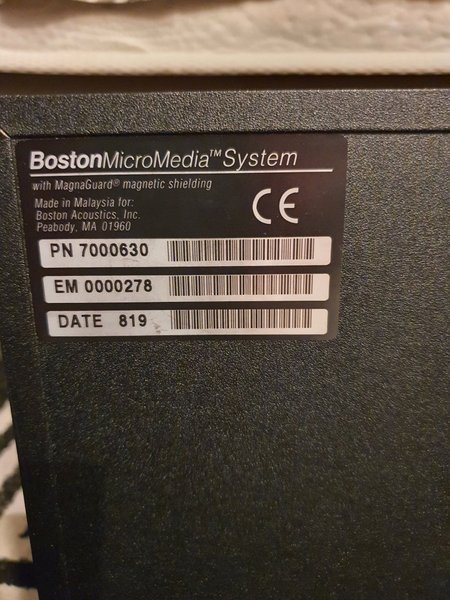 BostonMicroMedia™ System
with MagnaGuard® magnetic shielding
Made in Malaysia for:
Boston Acoustics, Inc.
Peabody, MA 01960
CE
PN 7000630
EM 0000278
DATE 819